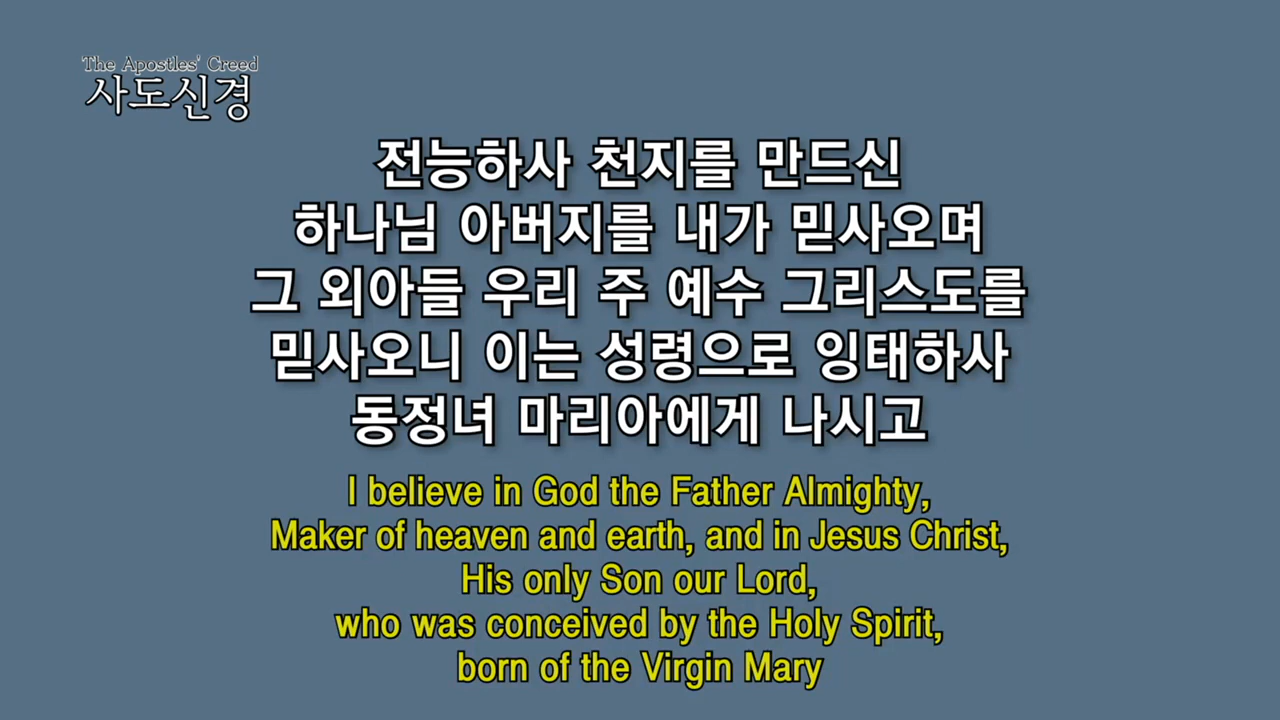 The Apostles' Creed
사도신경
전능하사 천지를 만드신
하나님 아버지를 내가 믿사오며
그 외아들 우리 주 예수 그리스도를
믿사오니 이는 성령으로 잉태하사
동정녀 마리아에게 나시고
I believe in God the Father Almighty,
Maker of heaven and earth, and in Jesus Christ,
His only Son our Lord,
who was conceived by the Holy Spirit,
born of the Virgin Mary